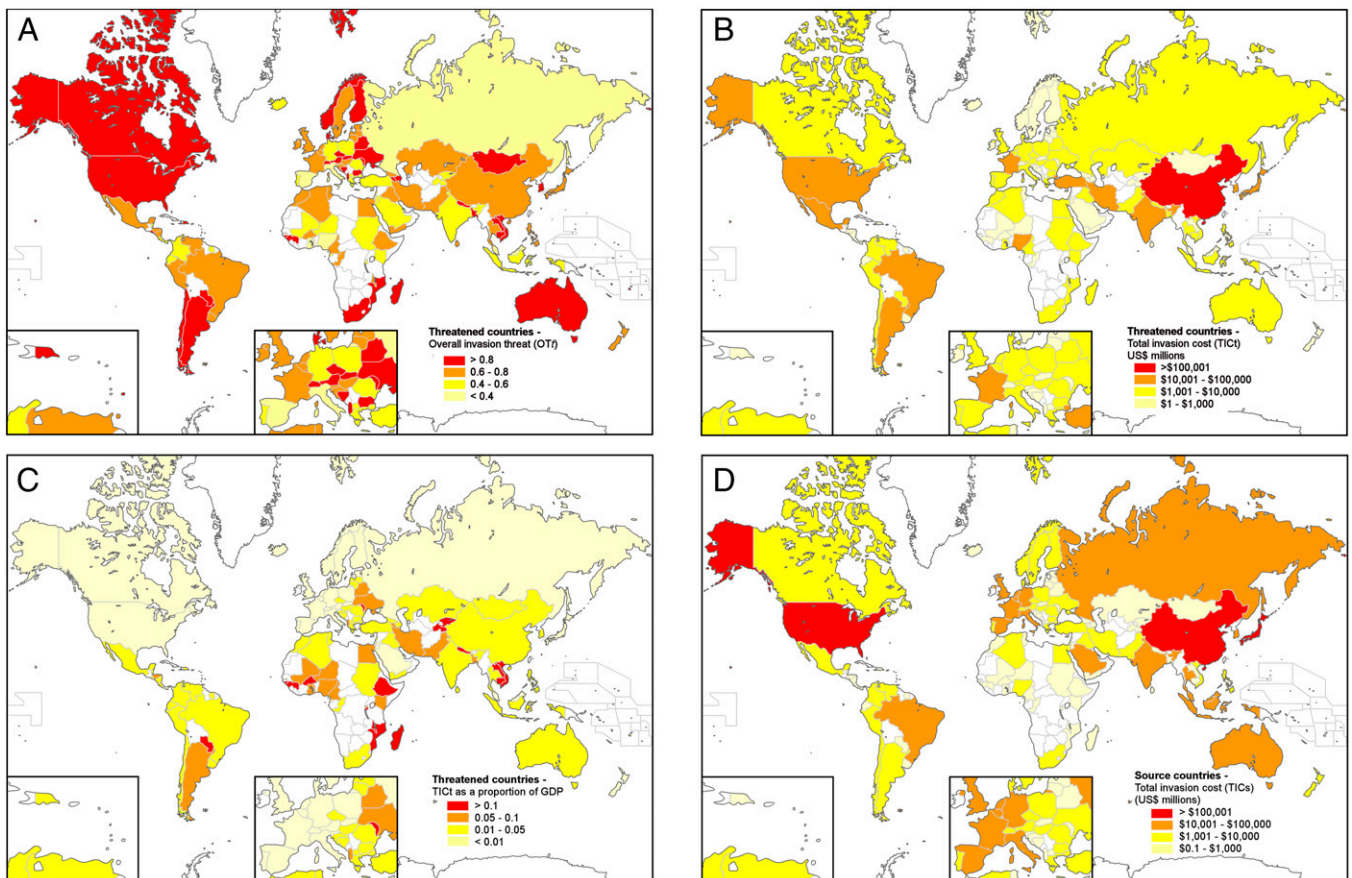 A
Threatened countries -
Overall invasion threat (OTt)
> 0.8
0.6 - 0.8
0.4 - 0.6
< 0.4
B
Threatened countries -
Total invasion cost (TICt)
US$ millions
>$100,001
$10,001 - $100,000
$1,001 - $10,000
$1 - $1,000
C
Threatened countries -
TICt as a proportion of GDP
> 0.1
0.05 - 0.1
0.01 - 0.05
< 0.01
D
Source countries -
Total invasion cost (TICs)
(US$ millions)
> $100,001
$10,001 - $100,000
$1,001 - $10,000
$0.1 - $1,000